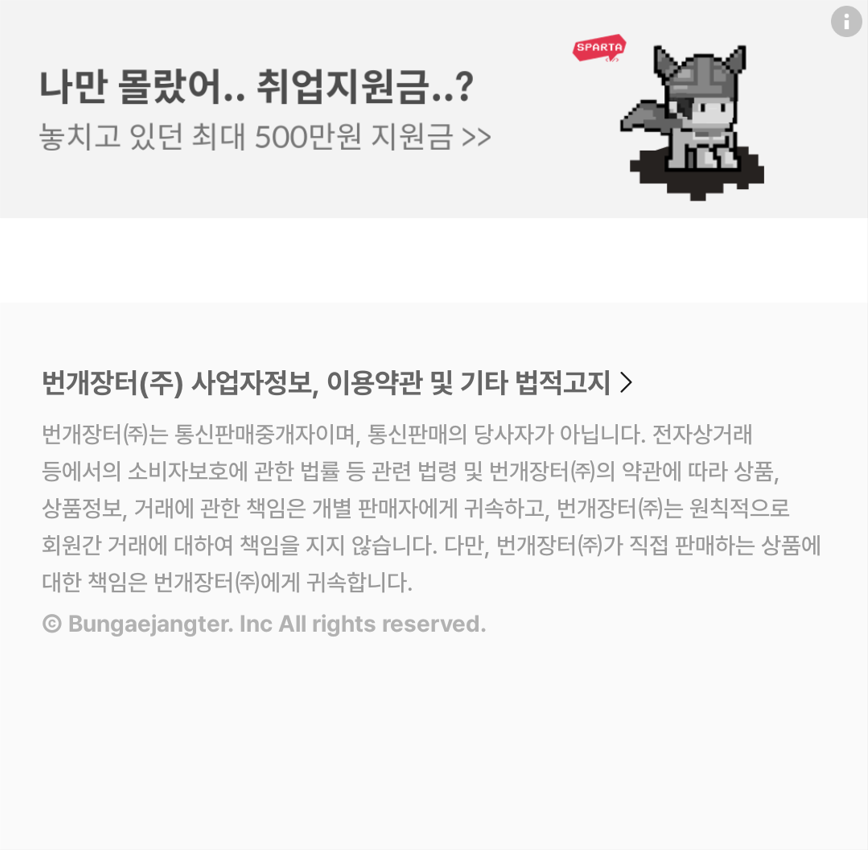 SPARTA
</>
나만 몰랐어.. 취업지원금..?
놓치고 있던 최대 500만원 지원금 >>
번개장터(주) 사업자정보, 이용약관 및 기타 법적고지 >
번개장터㈜는 통신판매중개자이며, 통신판매의 당사자가 아닙니다. 전자상거래
등에서의 소비자보호에 관한 법률 등 관련 법령 및 번개장터㈜의 약관에 따라 상품,
상품정보, 거래에 관한 책임은 개별 판매자에게 귀속하고, 번개장터㈜는 원칙적으로
회원간 거래에 대하여 책임을 지지 않습니다. 다만, 번개장터㈜가 직접 판매하는 상품에
대한 책임은 번개장터㈜에게 귀속합니다.
© Bungaejangter. Inc All rights reserved.